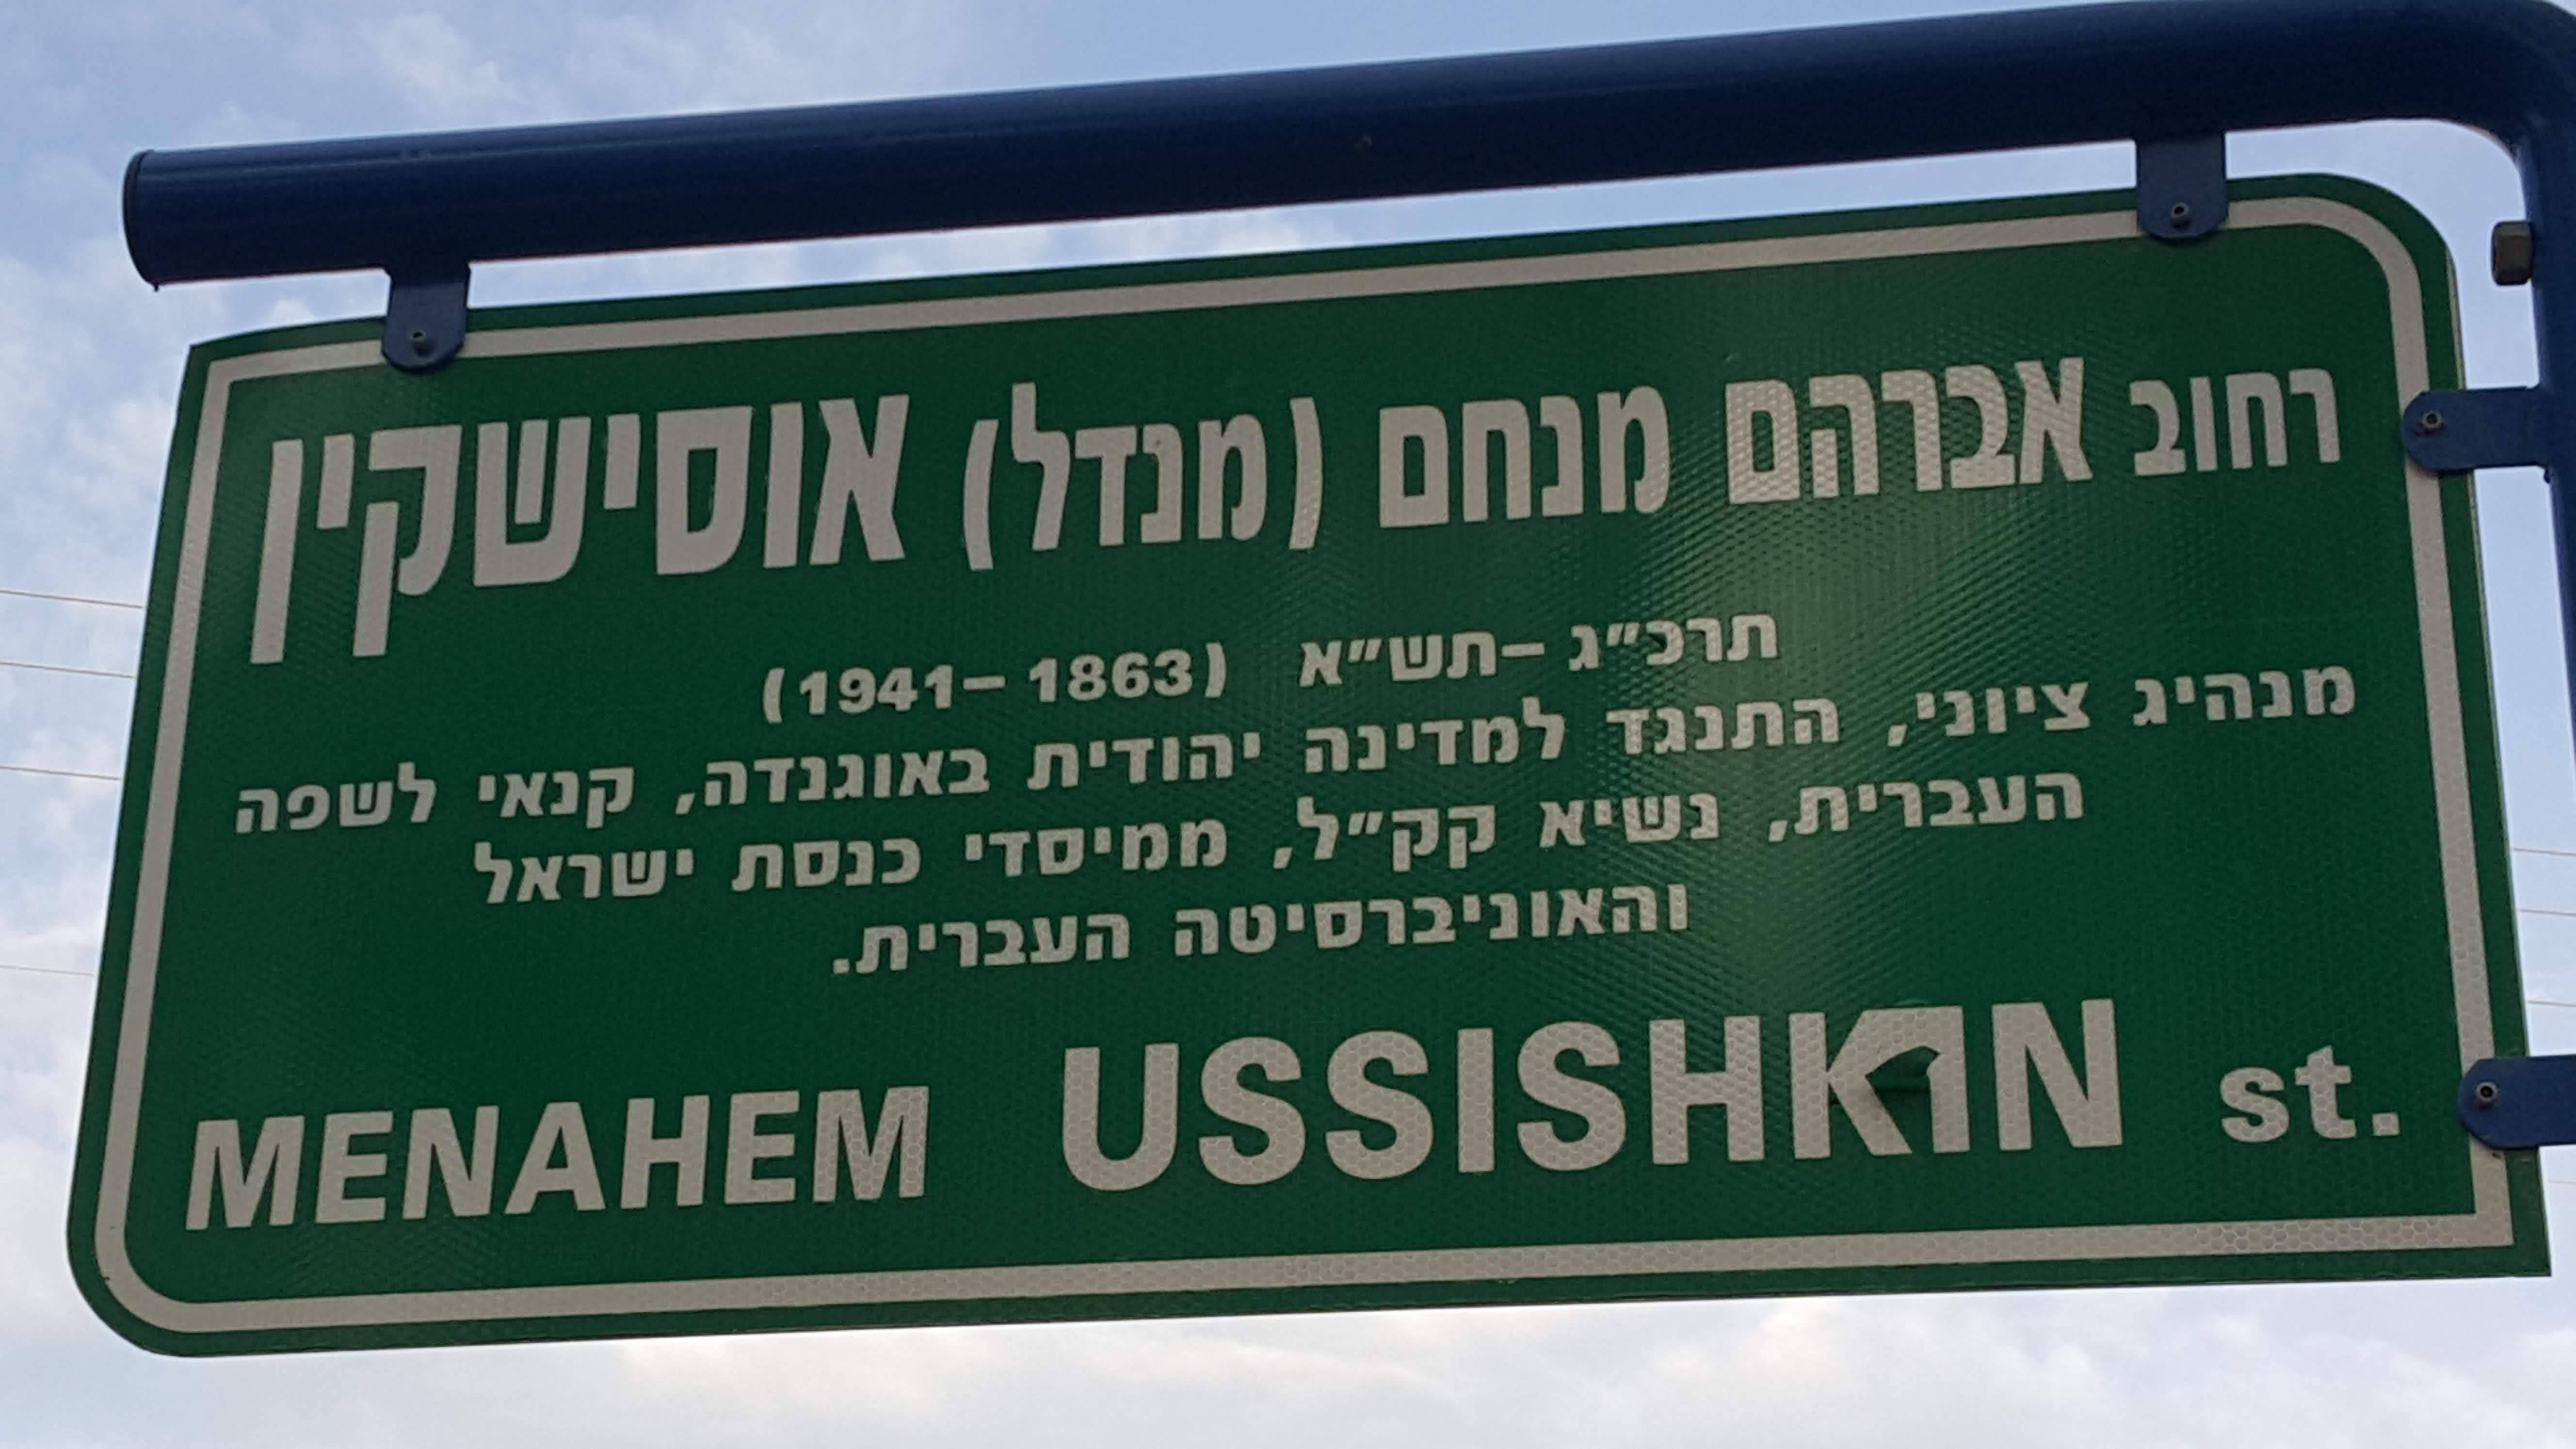 רחוב אברהם מנחם (מנדל) אוסישקין
תרכ"ג –תש"א (1863 –1941)
מנהיג ציוני, התנגד למדינה יהודית באוגנדה, קנאי לשפה
העברית, נשיא קק"ל, ממיסדי כנסת ישראל
והאוניברסיטה העברית.
MENAHEM USSISHKIN st.